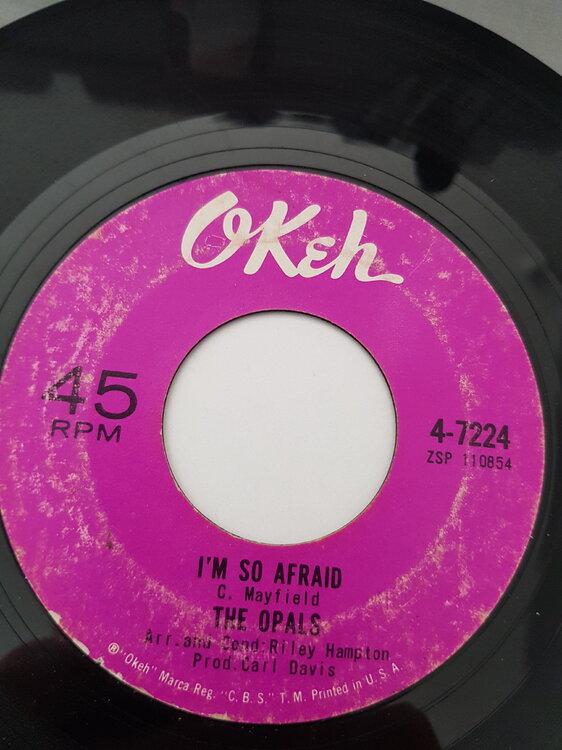 OKeh
45
RPM
4-7224
ZSP 110854
I'M SO AFRAID
C. Mayfield
THE OPALS
Arr. and Cond: Riley Hampton
Prod. Carl Davis
® "Okeh" Marca Reg. "C.B.S." T.M. Printed in U.S.A.